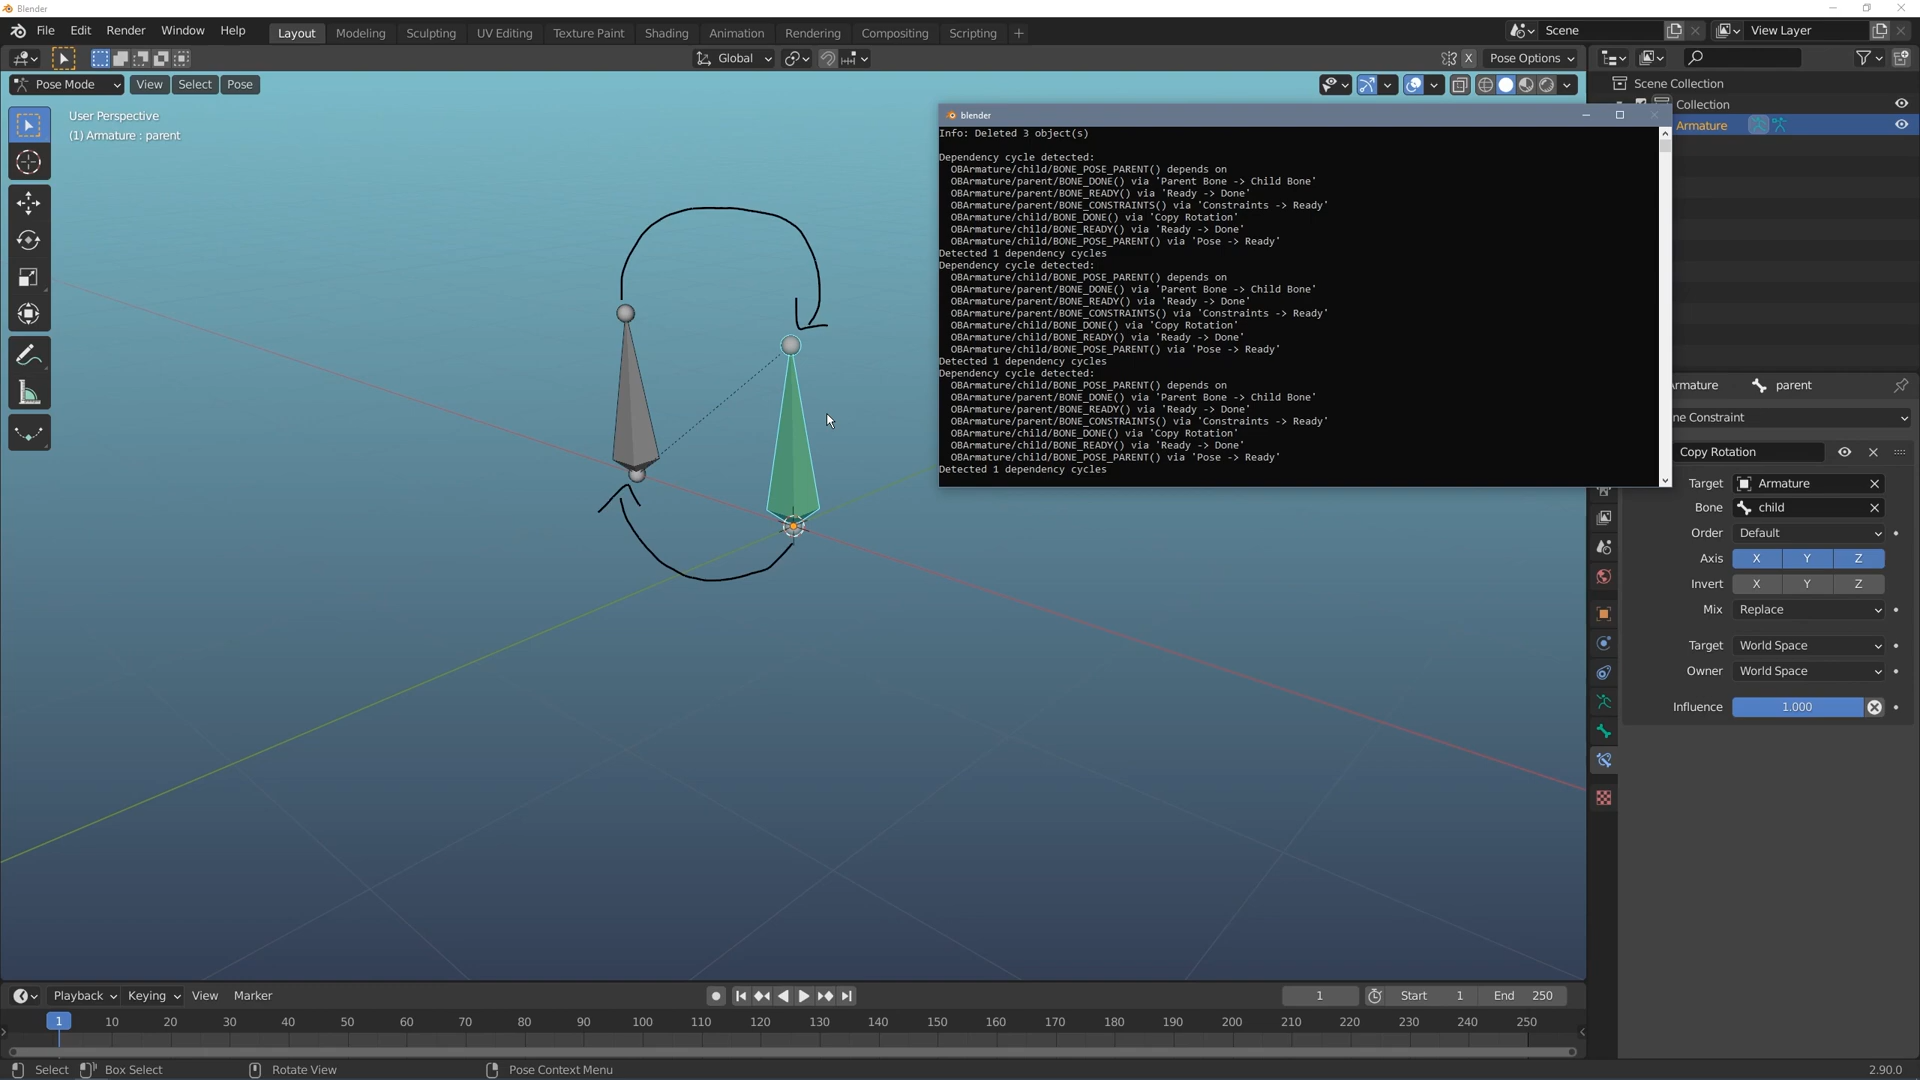 Blender
File Edit Render Window Help Layout Modeling Sculpting UV Editing Texture Paint Shading Animation Rendering Compositing Scripting + Scene View Layer
Global X Pose Options
Pose Mode View Select Pose
User Perspective
(1) Armature : parent
Scene Collection
Collection
Armature
blender
Info: Deleted 3 object(s)
Dependency cycle detected:
OBArmature/child/BONE_POSE_PARENT() depends on
OBArmature/parent/BONE_DONE() via 'Parent Bone -> Child Bone'
OBArmature/parent/BONE_READY() via 'Ready -> Done'
OBArmature/parent/BONE_CONSTRAINTS() via 'Constraints -> Ready'
OBArmature/child/BONE_DONE() via 'Copy Rotation'
OBArmature/child/BONE_READY() via 'Ready -> Done'
OBArmature/child/BONE_POSE_PARENT() via 'Pose -> Ready'
Detected 1 dependency cycles
Dependency cycle detected:
OBArmature/child/BONE_POSE_PARENT() depends on
OBArmature/parent/BONE_DONE() via 'Parent Bone -> Child Bone'
OBArmature/parent/BONE_READY() via 'Ready -> Done'
OBArmature/parent/BONE_CONSTRAINTS() via 'Constraints -> Ready'
OBArmature/child/BONE_DONE() via 'Copy Rotation'
OBArmature/child/BONE_READY() via 'Ready -> Done'
OBArmature/child/BONE_POSE_PARENT() via 'Pose -> Ready'
Detected 1 dependency cycles
Dependency cycle detected:
OBArmature/child/BONE_POSE_PARENT() depends on
OBArmature/parent/BONE_DONE() via 'Parent Bone -> Child Bone'
OBArmature/parent/BONE_READY() via 'Ready -> Done'
OBArmature/parent/BONE_CONSTRAINTS() via 'Constraints -> Ready'
OBArmature/child/BONE_DONE() via 'Copy Rotation'
OBArmature/child/BONE_READY() via 'Ready -> Done'
OBArmature/child/BONE_POSE_PARENT() via 'Pose -> Ready'
Detected 1 dependency cycles
rmature parent
ne Constraint
Copy Rotation
Target Armature
Bone child
Order Default
Axis X Y Z
Invert X Y Z
Mix Replace
Target World Space
Owner World Space
Influence 1.000
Playback Keying View Marker 1 Start 1 End 250
1 10 20 30 40 50 60 70 80 90 100 110 120 130 140 150 160 170 180 190 200 210 220 230 240 250
Select Box Select Rotate View Pose Context Menu 2.90.0